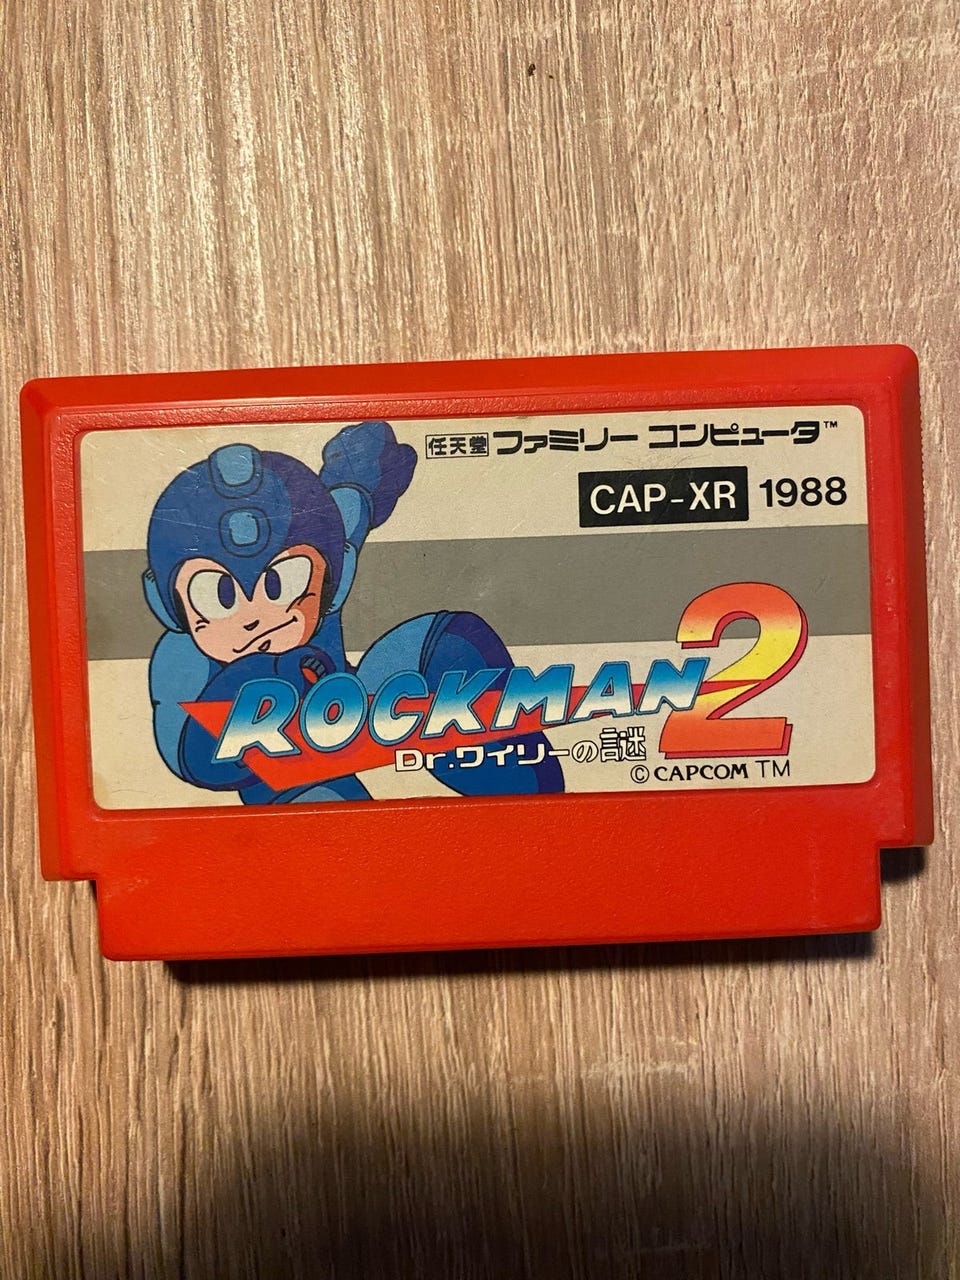 任天堂 ファミリー コンピュータ™
CAP-XR 1988
ROCKMAN 2
Dr.ワイリーの謎
© CAPCOM TM